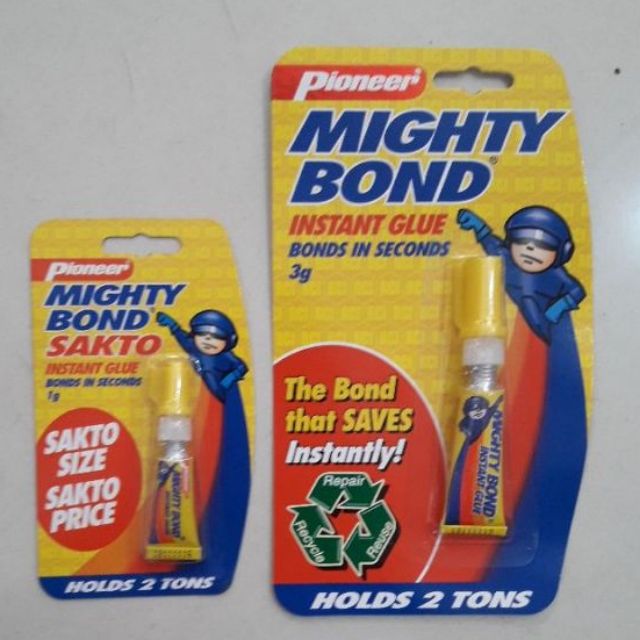 Pioneer®
MIGHTY
BOND®
SAKTO
INSTANT GLUE
BONDS IN SECONDS
1g
SAKTO
SIZE
SAKTO
PRICE
MIGHTY BOND
HOLDS 2 TONS
Pioneer®
MIGHTY
BOND®
INSTANT GLUE
BONDS IN SECONDS
3g
The Bond
that SAVES
Instantly!
Repair
Recycle
Reuse
MIGHTY BOND
INSTANT GLUE
HOLDS 2 TONS